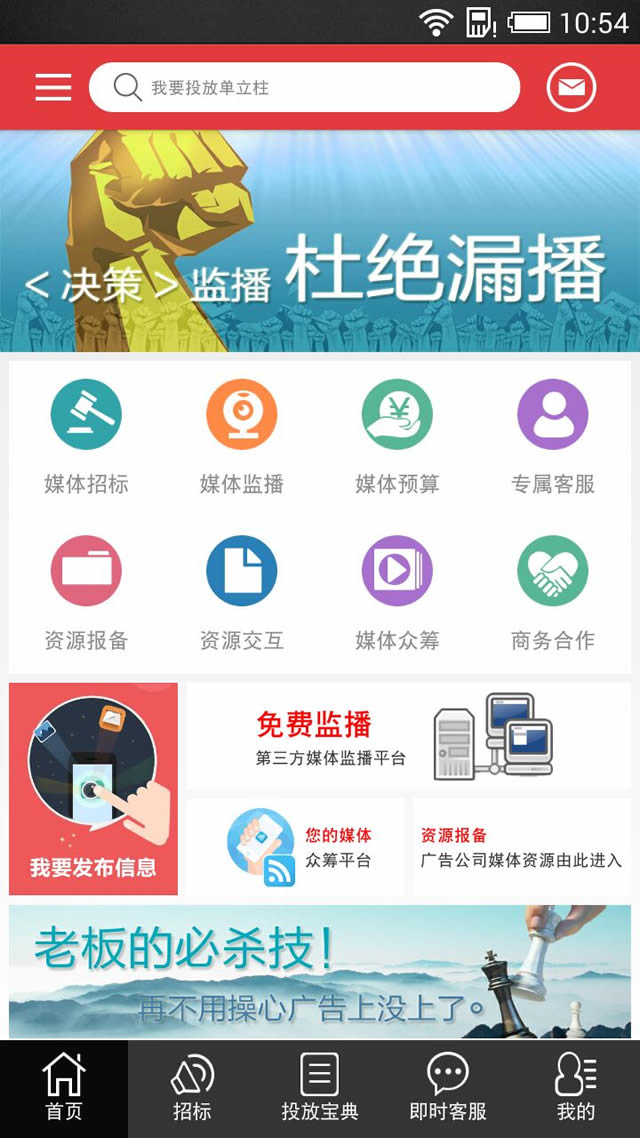 10:54
我要投放单立柱
<决策>监播 杜绝漏播
媒体招标 媒体监播 媒体预算 专属客服
资源报备 资源交互 媒体众筹 商务合作
免费监播
第三方媒体监播平台
我要发布信息
您的媒体
众筹平台
资源报备
广告公司媒体资源由此进入
老板的必杀技!
再不用操心广告上没上了。
首页 招标 投放宝典 即时客服 我的